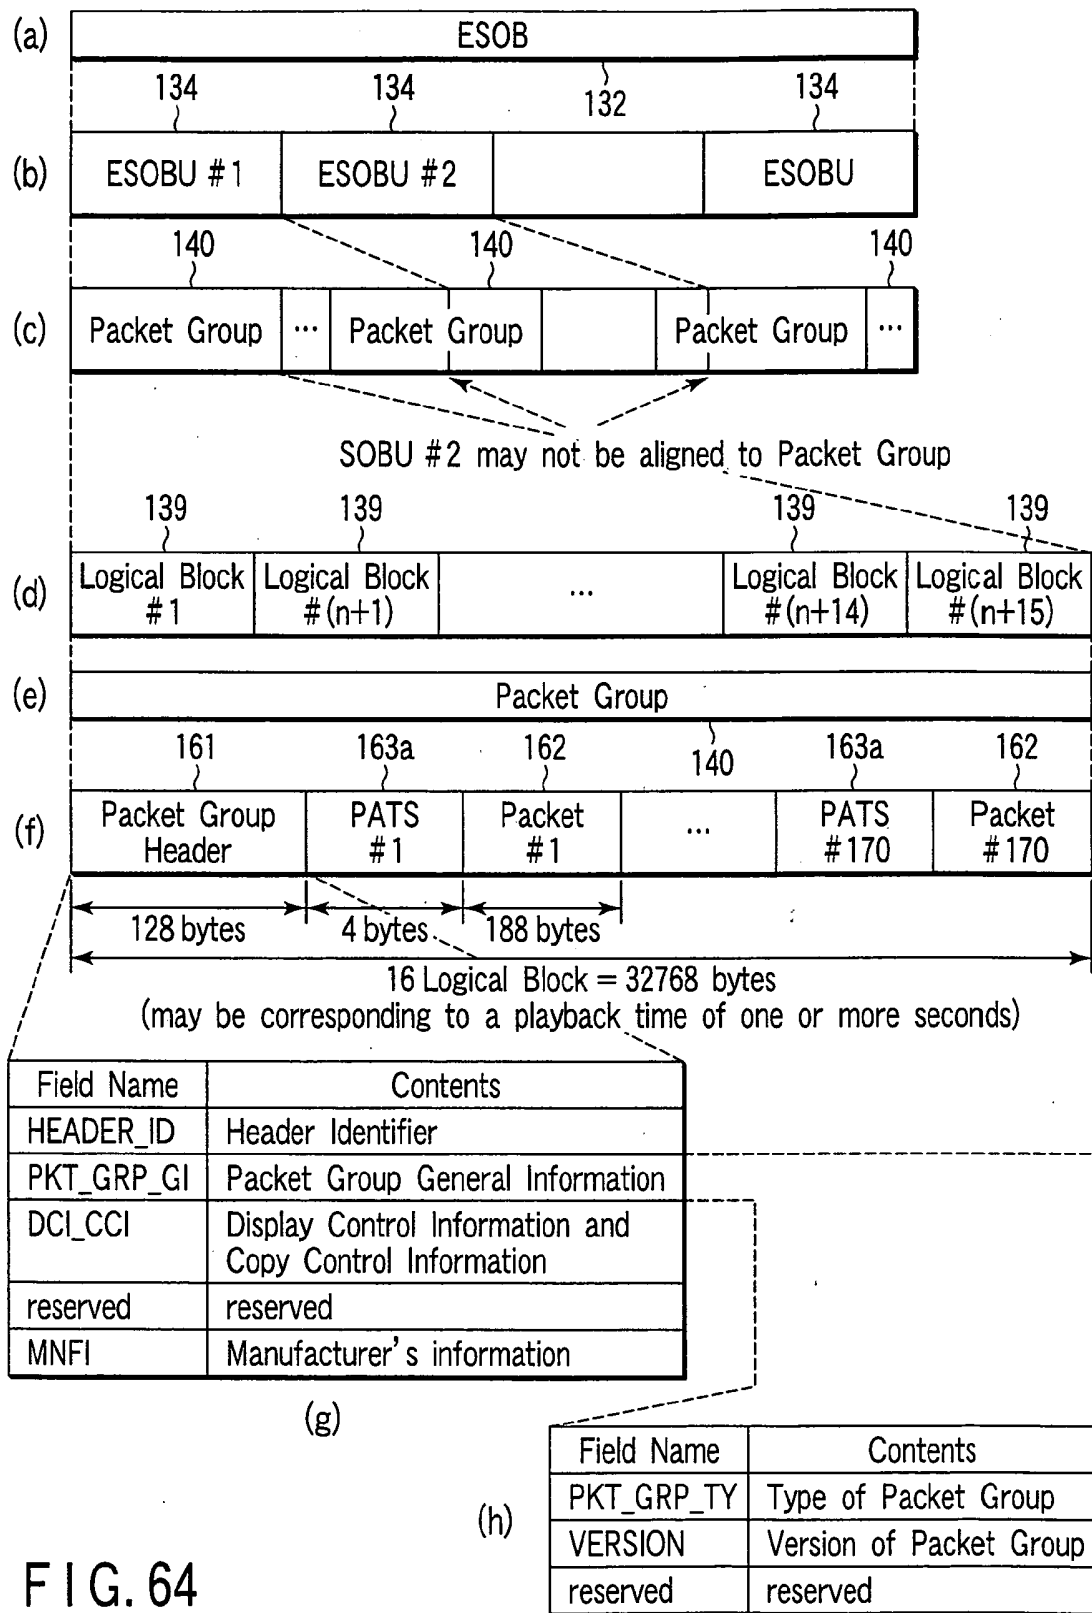 (a)
ESOB
134
134
132
134
(b)
ESOBU #1
ESOBU #2
ESOBU
140
140
140
(c)
Packet Group
...
Packet Group
Packet Group
...
SOBU #2 may not be aligned to Packet Group
139
139
139
139
(d)
Logical Block
#1
Logical Block
#(n+1)
...
Logical Block
#(n+14)
Logical Block
#(n+15)
(e)
Packet Group
161
163a
162
140
163a
162
(f)
Packet Group
Header
PATS
#1
Packet
#1
...
PATS
#170
Packet
#170
128 bytes
4 bytes
188 bytes
16 Logical Block = 32768 bytes
(may be corresponding to a playback time of one or more seconds)
Field Name
Contents
HEADER_ID
Header Identifier
PKT_GRP_GI
Packet Group General Information
DCI_CCI
Display Control Information and
Copy Control Information
reserved
reserved
MNFI
Manufacturer's information
(g)
Field Name
Contents
PKT_GRP_TY
Type of Packet Group
(h)
VERSION
Version of Packet Group
reserved
reserved
FIG. 64